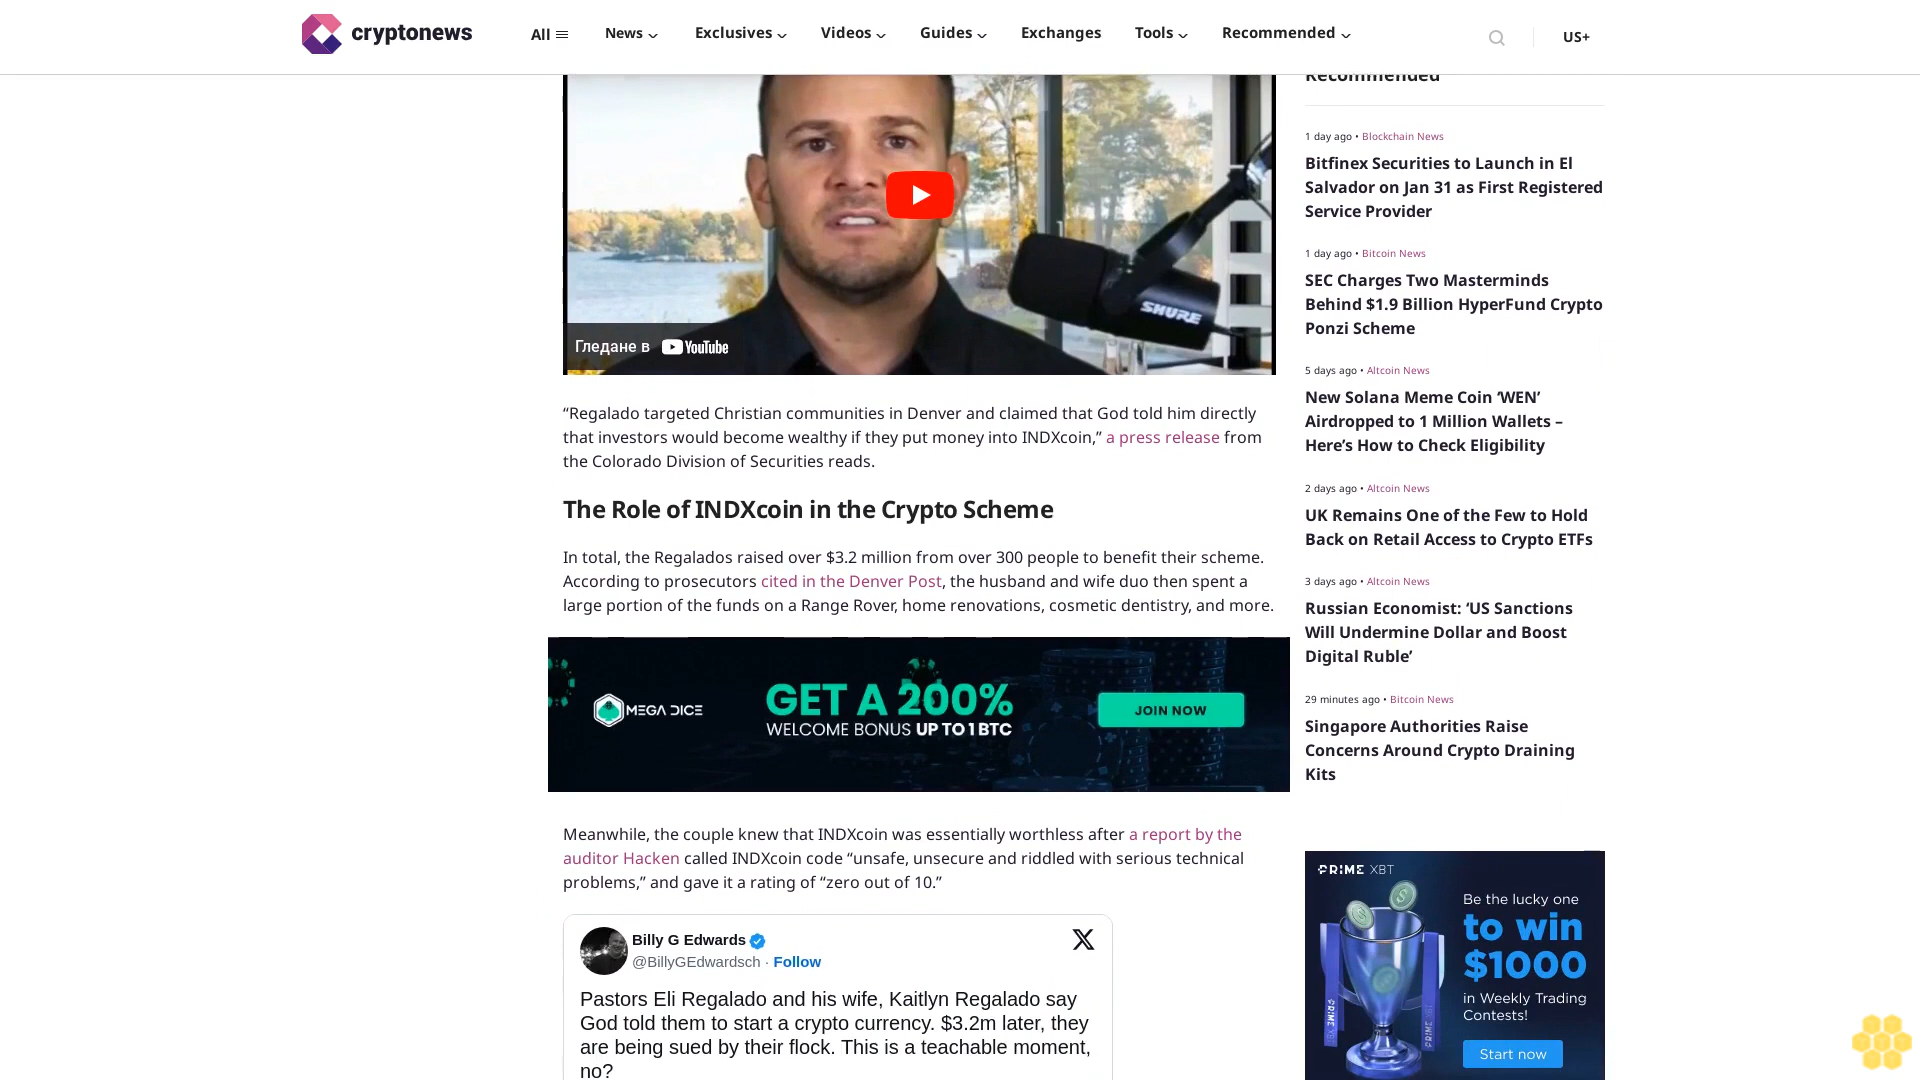 cryptonews
All
News
Exclusives
Videos
Guides
Exchanges
Tools
Recommended
US+
SHURE
Гледане в YouTube
“Regalado targeted Christian communities in Denver and claimed that God told him directly
that investors would become wealthy if they put money into INDXcoin,” a press release from
the Colorado Division of Securities reads.
The Role of INDXcoin in the Crypto Scheme
In total, the Regalados raised over $3.2 million from over 300 people to benefit their scheme.
According to prosecutors cited in the Denver Post, the husband and wife duo then spent a
large portion of the funds on a Range Rover, home renovations, cosmetic dentistry, and more.
MEGA DICE
GET A 200%
WELCOME BONUS UP TO 1 BTC
JOIN NOW
Meanwhile, the couple knew that INDXcoin was essentially worthless after a report by the
auditor Hacken called INDXcoin code “unsafe, unsecure and riddled with serious technical
problems,” and gave it a rating of “zero out of 10.”
Billy G Edwards
@BillyGEdwardsch · Follow
Pastors Eli Regalado and his wife, Kaitlyn Regalado say
God told them to start a crypto currency. $3.2m later, they
are being sued by their flock. This is a teachable moment,
no?
Recommended
1 day ago • Blockchain News
Bitfinex Securities to Launch in El
Salvador on Jan 31 as First Registered
Service Provider
1 day ago • Bitcoin News
SEC Charges Two Masterminds
Behind $1.9 Billion HyperFund Crypto
Ponzi Scheme
5 days ago • Altcoin News
New Solana Meme Coin ‘WEN’
Airdropped to 1 Million Wallets –
Here’s How to Check Eligibility
2 days ago • Altcoin News
UK Remains One of the Few to Hold
Back on Retail Access to Crypto ETFs
3 days ago • Altcoin News
Russian Economist: ‘US Sanctions
Will Undermine Dollar and Boost
Digital Ruble’
29 minutes ago • Bitcoin News
Singapore Authorities Raise
Concerns Around Crypto Draining
Kits
PRIME XBT
Be the lucky one
to win
$1000
in Weekly Trading
Contests!
Start now